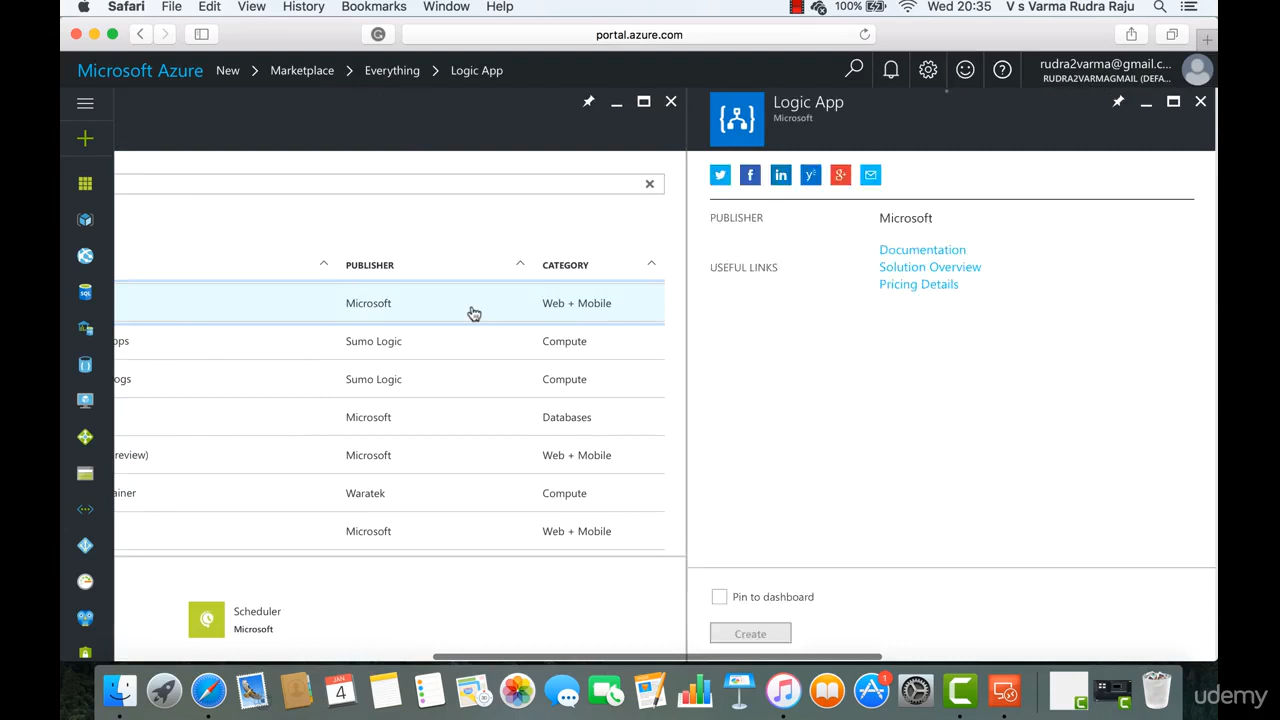 Safari File Edit View History Bookmarks Window Help 100% Wed 20:35 V s Varma Rudra Raju
portal.azure.com
Microsoft Azure New > Marketplace > Everything > Logic App
rudra2varma@gmail.c...
RUDRA2VARMAGMAIL (DEFA...
Logic App
Microsoft
PUBLISHER Microsoft
USEFUL LINKS
Documentation
Solution Overview
Pricing Details
PUBLISHER CATEGORY
Microsoft Web + Mobile
pps Sumo Logic Compute
ogs Sumo Logic Compute
Microsoft Databases
review) Microsoft Web + Mobile
ainer Waratek Compute
Microsoft Web + Mobile
Scheduler
Microsoft
Pin to dashboard
Create
JAN
4
1
udemy